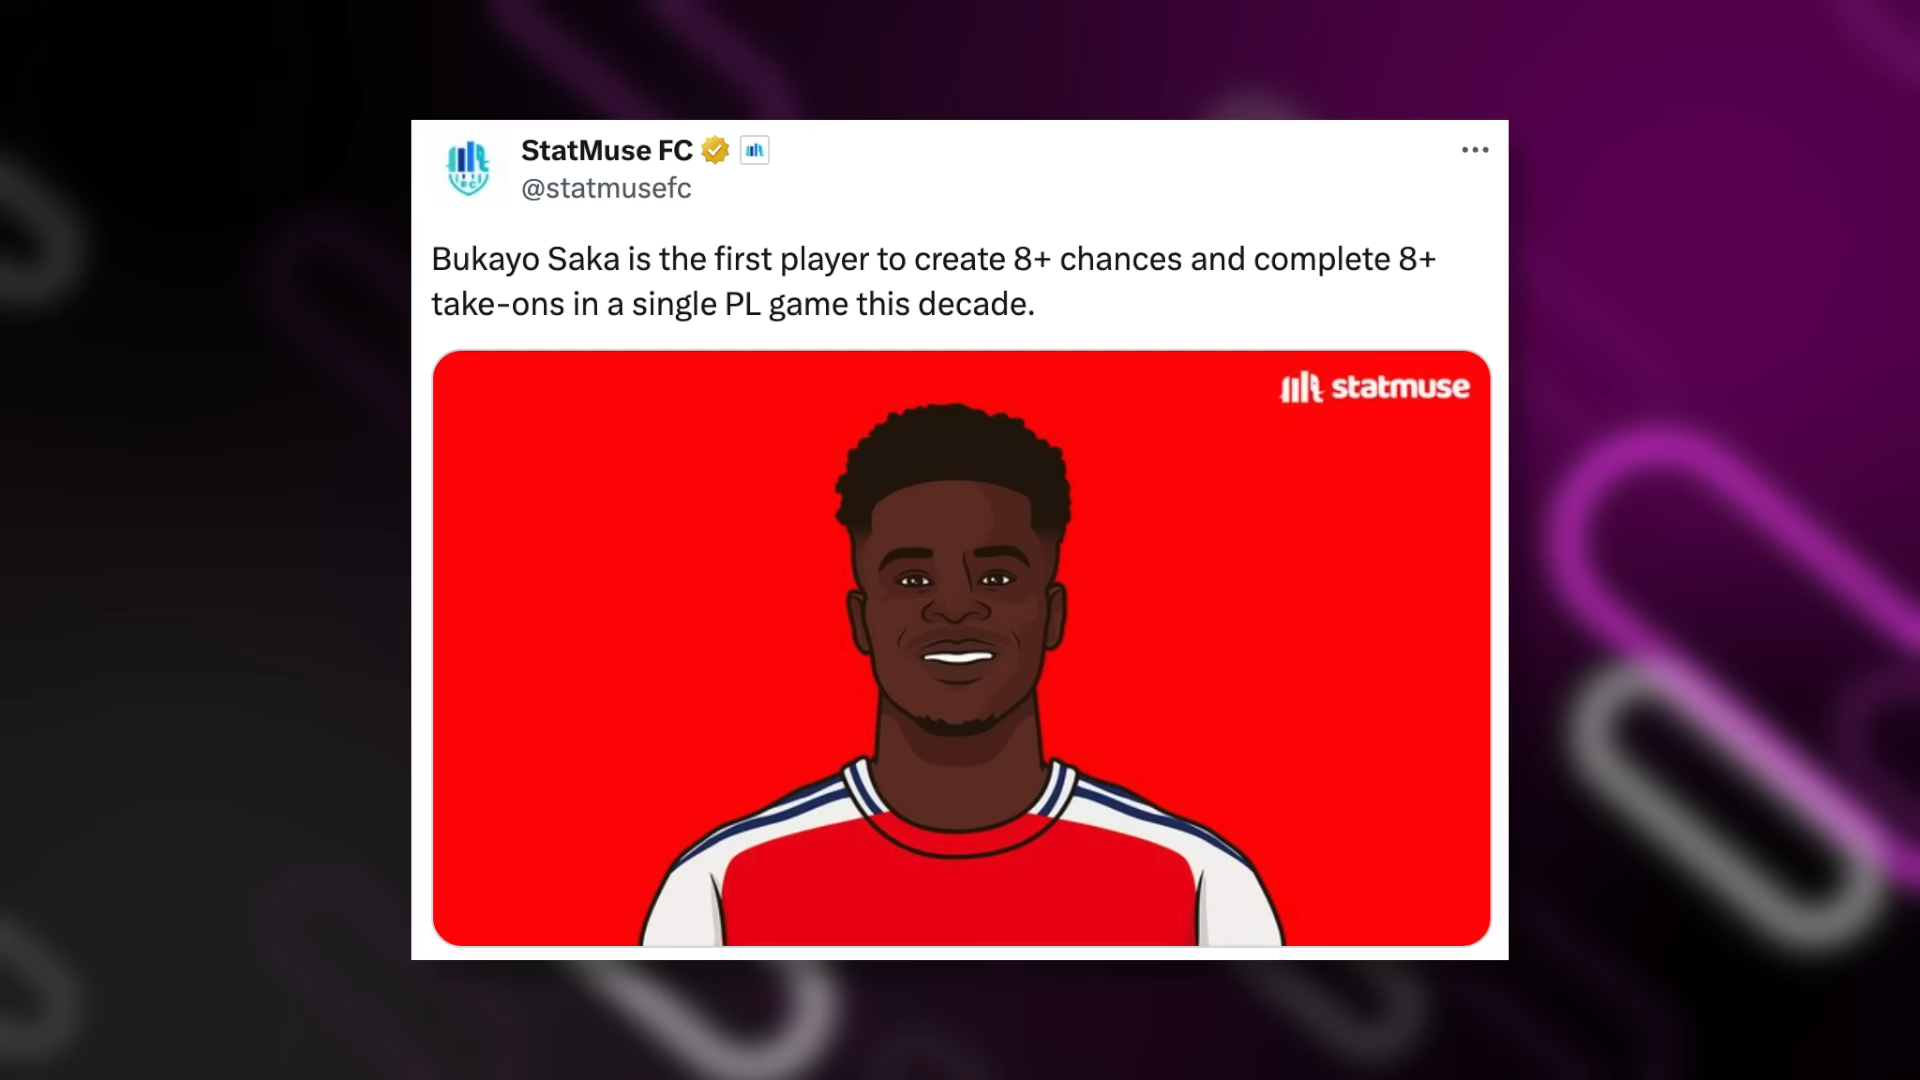 StatMuse FC
@statmusefc
Bukayo Saka is the first player to create 8+ chances and complete 8+
take-ons in a single PL game this decade.
statmuse
FC